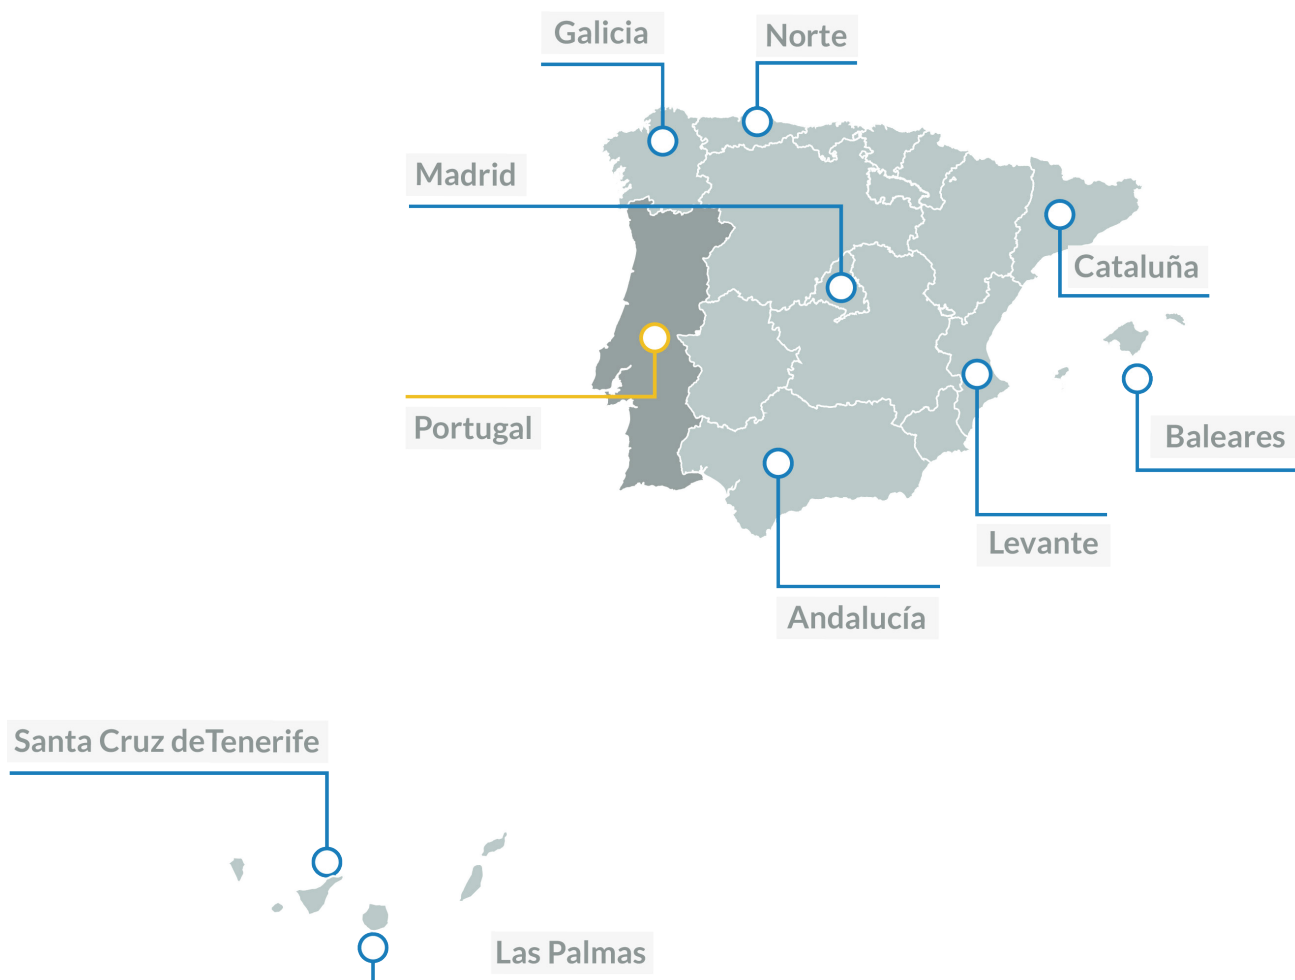 Galicia
Norte
Madrid
Cataluña
Portugal
Baleares
Levante
Andalucía
Santa Cruz deTenerife
Las Palmas